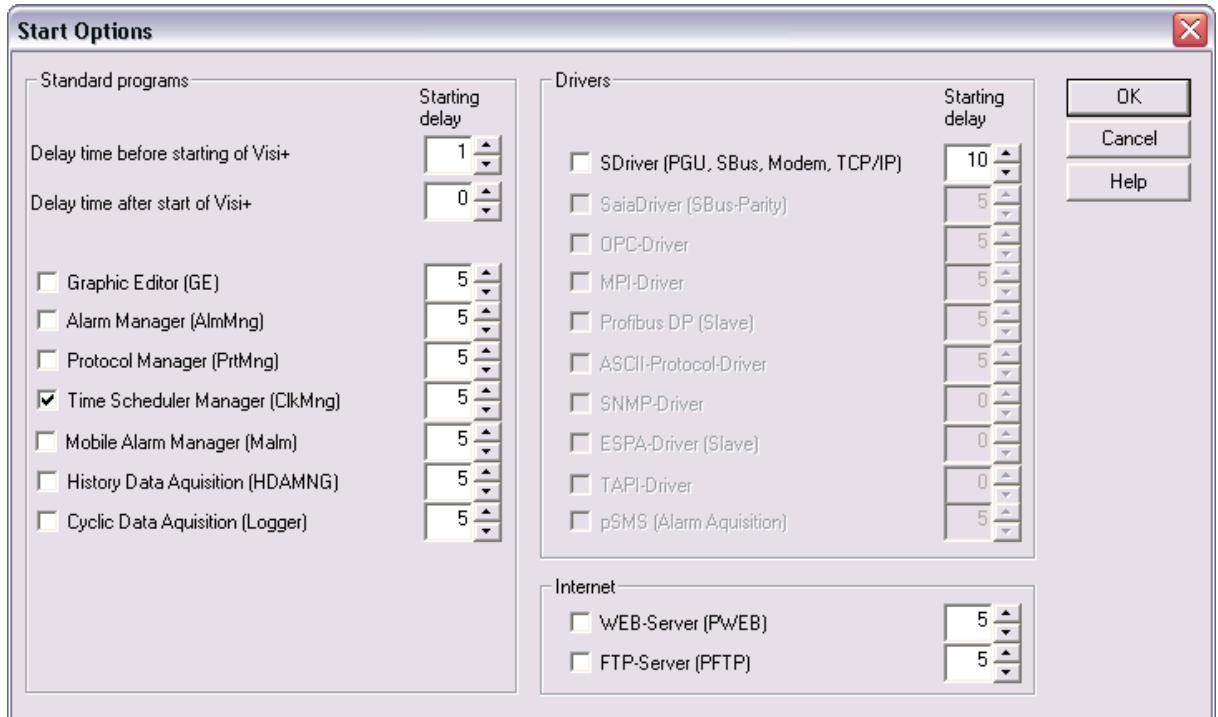 Start Options
Standard programs
Starting
delay
Delay time before starting of Visi+ 1
Delay time after start of Visi+ 0
Graphic Editor (GE) 5
Alarm Manager (AlmMng) 5
Protocol Manager (PrtMng) 5
Time Scheduler Manager (ClkMng) 5
Mobile Alarm Manager (Malm) 5
History Data Aquisition (HDAMNG) 5
Cyclic Data Aquisition (Logger) 5
Drivers
Starting
delay
SDriver (PGU, SBus, Modem, TCP/IP) 10
SaiaDriver (SBus-Parity) 5
OPC-Driver 5
MPI-Driver 5
Profibus DP (Slave) 5
ASCII-Protocol-Driver 5
SNMP-Driver 0
ESPA-Driver (Slave) 0
TAPI-Driver 0
pSMS (Alarm Aquisition) 5
Internet
WEB-Server (PWEB) 5
FTP-Server (PFTP) 5
OK
Cancel
Help